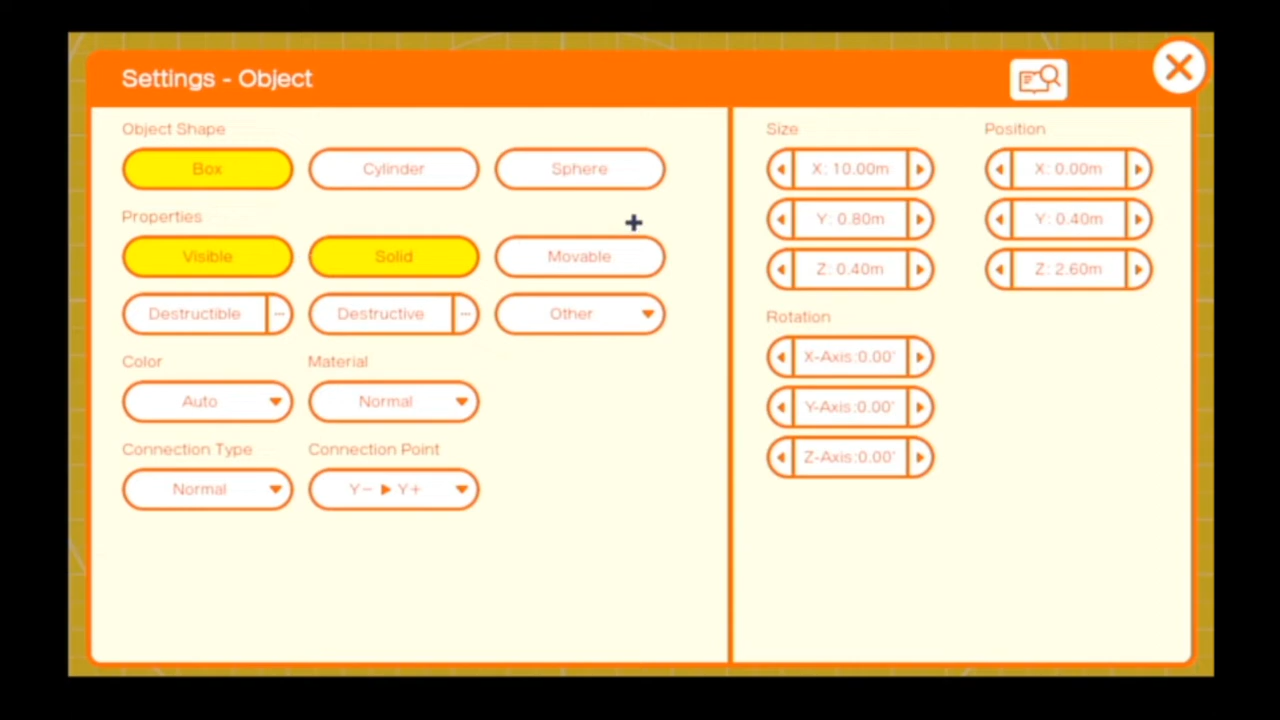 Settings - Object
Object Shape
Box
Cylinder
Sphere
Properties
Visible
Solid
Movable
Destructible
Destructive
Other
Color
Material
Auto
Normal
Connection Type
Connection Point
Normal
Y− ▶ Y+
Size
X: 10.00m
Y: 0.80m
Z: 0.40m
Position
X: 0.00m
Y: 0.40m
Z: 2.60m
Rotation
X-Axis:0.00°
Y-Axis:0.00°
Z-Axis:0.00°